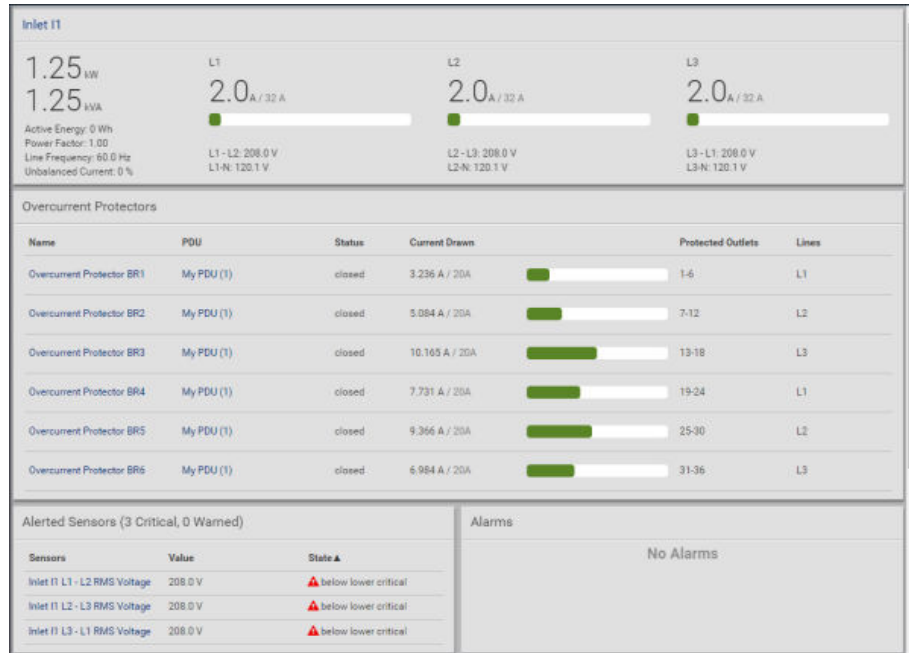 Inlet I1
1.25 kW
1.25 kVA
Active Energy: 0 Wh
Power Factor: 1.00
Line Frequency: 60.0 Hz
Unbalanced Current: 0 %
L1
2.0 A / 32 A
L1 - L2: 208.0 V
L1-N: 120.1 V
L2
2.0 A / 32 A
L2 - L3: 208.0 V
L2-N: 120.1 V
L3
2.0 A / 32 A
L3 - L1: 208.0 V
L3-N: 120.1 V
Overcurrent Protectors
Name PDU Status Current Drawn Protected Outlets Lines
Overcurrent Protector BR1 My PDU (1) closed 3.236 A / 20A 1-6 L1
Overcurrent Protector BR2 My PDU (1) closed 5.084 A / 20A 7-12 L2
Overcurrent Protector BR3 My PDU (1) closed 10.165 A / 20A 13-18 L3
Overcurrent Protector BR4 My PDU (1) closed 7.731 A / 20A 19-24 L1
Overcurrent Protector BR5 My PDU (1) closed 9.366 A / 20A 25-30 L2
Overcurrent Protector BR6 My PDU (1) closed 6.984 A / 20A 31-36 L3
Alerted Sensors (3 Critical, 0 Warned)
Sensors Value State▲
Inlet I1 L1 - L2 RMS Voltage 208.0 V below lower critical
Inlet I1 L2 - L3 RMS Voltage 208.0 V below lower critical
Inlet I1 L3 - L1 RMS Voltage 208.0 V below lower critical
Alarms
No Alarms